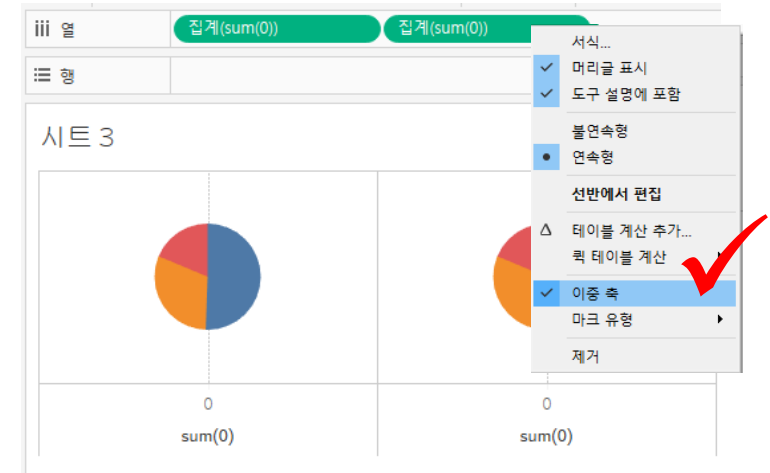 열 집계(sum(0)) 집계(sum(0))
행
시트 3
서식...
머리글 표시
도구 설명에 포함
불연속형
연속형
선반에서 편집
테이블 계산 추가...
퀵 테이블 계산
이중 축
마크 유형
제거
0 0
sum(0) sum(0)